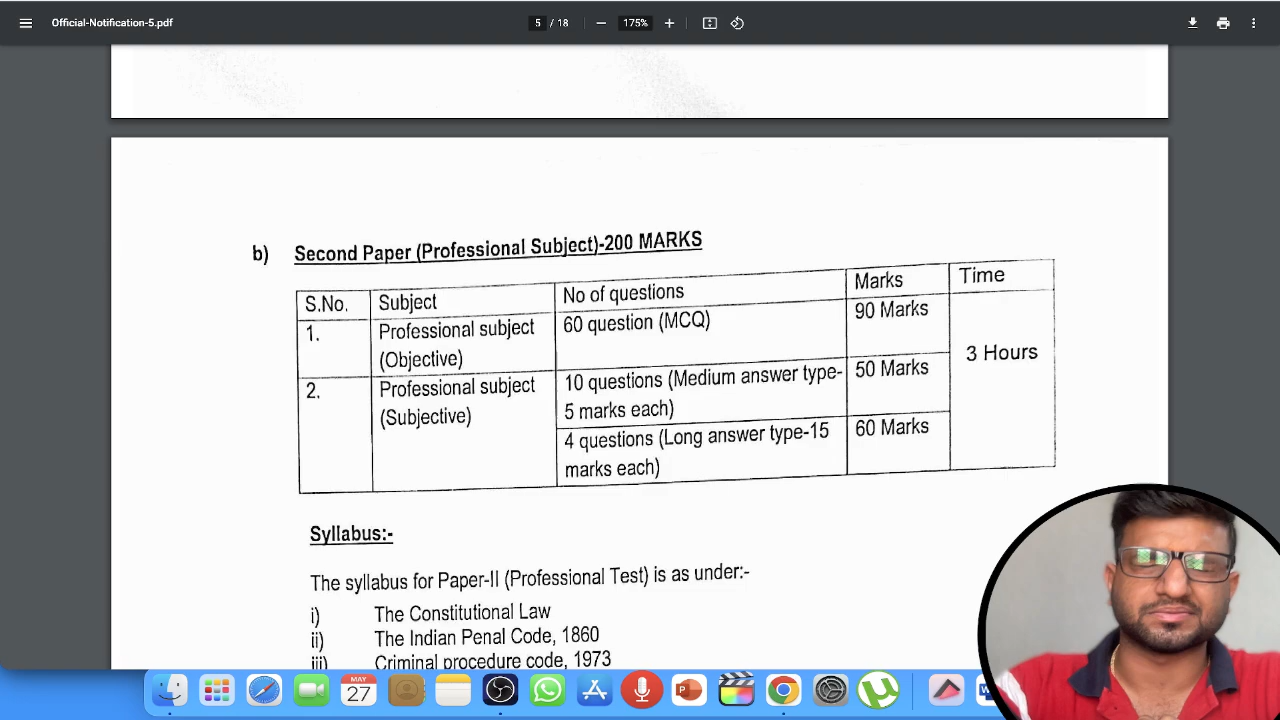 Official-Notification-5.pdf
5 / 18
175%
b) Second Paper (Professional Subject)-200 MARKS
S.No. Subject No of questions Marks Time
1. Professional subject (Objective) 60 question (MCQ) 90 Marks 3 Hours
2. Professional subject (Subjective) 10 questions (Medium answer type-5 marks each) 50 Marks
4 questions (Long answer type-15 marks each) 60 Marks
Syllabus:-
The syllabus for Paper-II (Professional Test) is as under:-
i) The Constitutional Law
ii) The Indian Penal Code, 1860
iii) Criminal procedure code, 1973
MAY
27
P
W